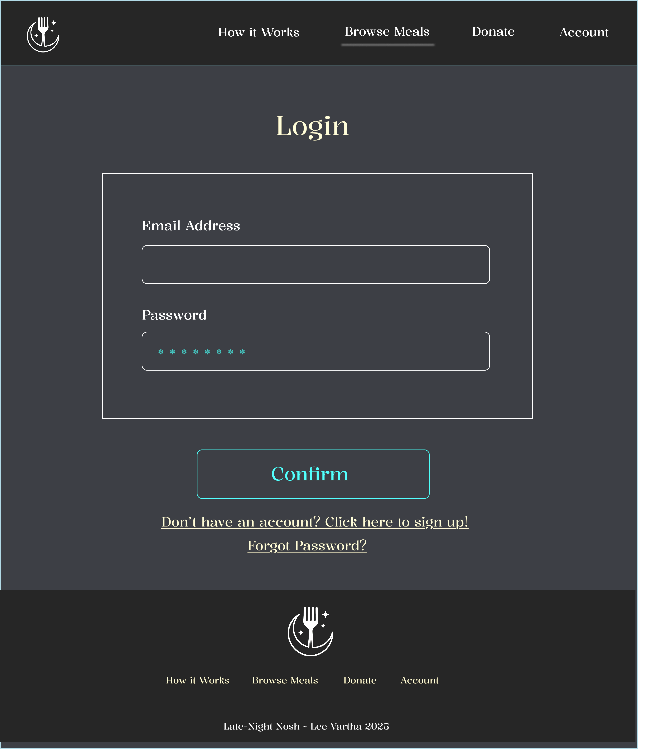 How it Works Browse Meals Donate Account
Login
Email Address
Password
* * * * * * * *
Confirm
Don't have an account? Click here to sign up!
Forgot Password?
How it Works Browse Meals Donate Account
Late-Night Nosh - Lee Vartha 2025